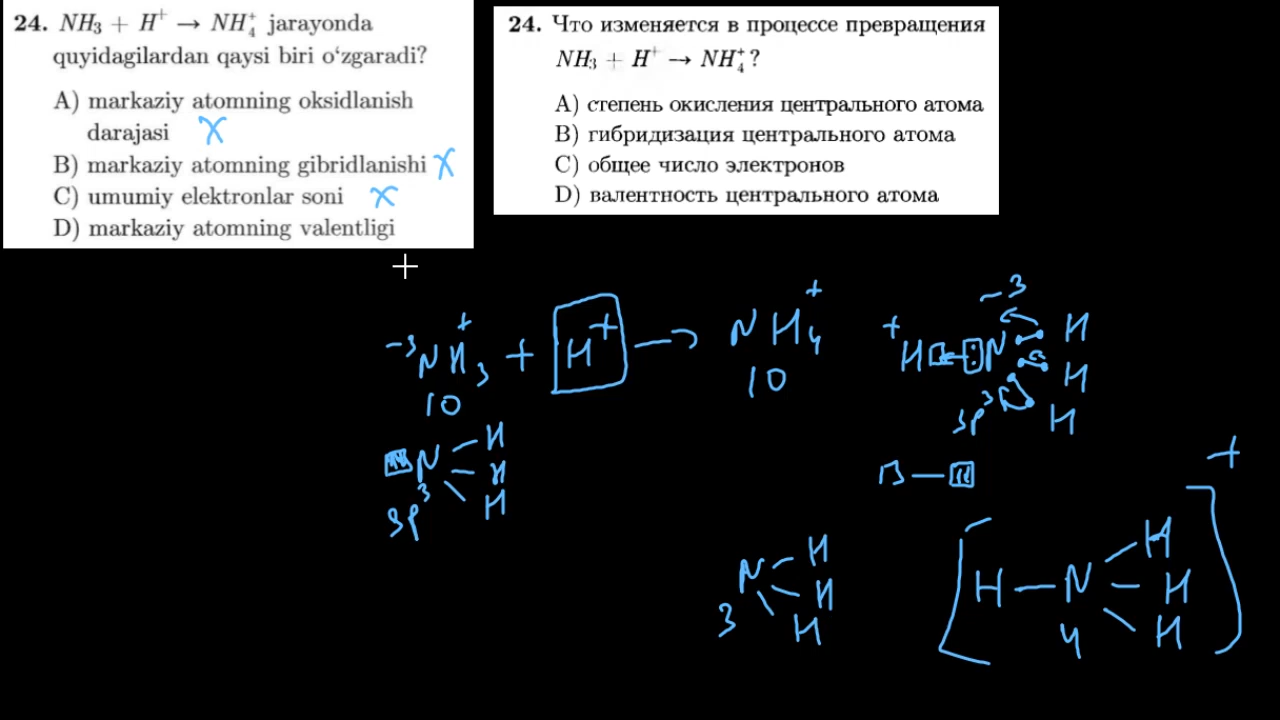 24. NH₃ + H⁺ → NH₄⁺ jarayonda
quyidagilardan qaysi biri o‘zgaradi?
A) markaziy atomning oksidlanish
darajasi X
B) markaziy atomning gibridlanishi X
C) umumiy elektronlar soni X
D) markaziy atomning valentligi
24. Что изменяется в процессе превращения
NH₃ + H⁺ → NH₄⁺?
A) степень окисления центрального атома
B) гибридизация центрального атома
C) общее число электронов
D) валентность центрального атома
-3 NH₃⁺ + H⁺ → NH₄⁺
10 10
N H
H
H
sp³
-3
⁺H N H
H
H
sp³
B —
N H
H
H
3
[H — N H
H
H]⁺
4